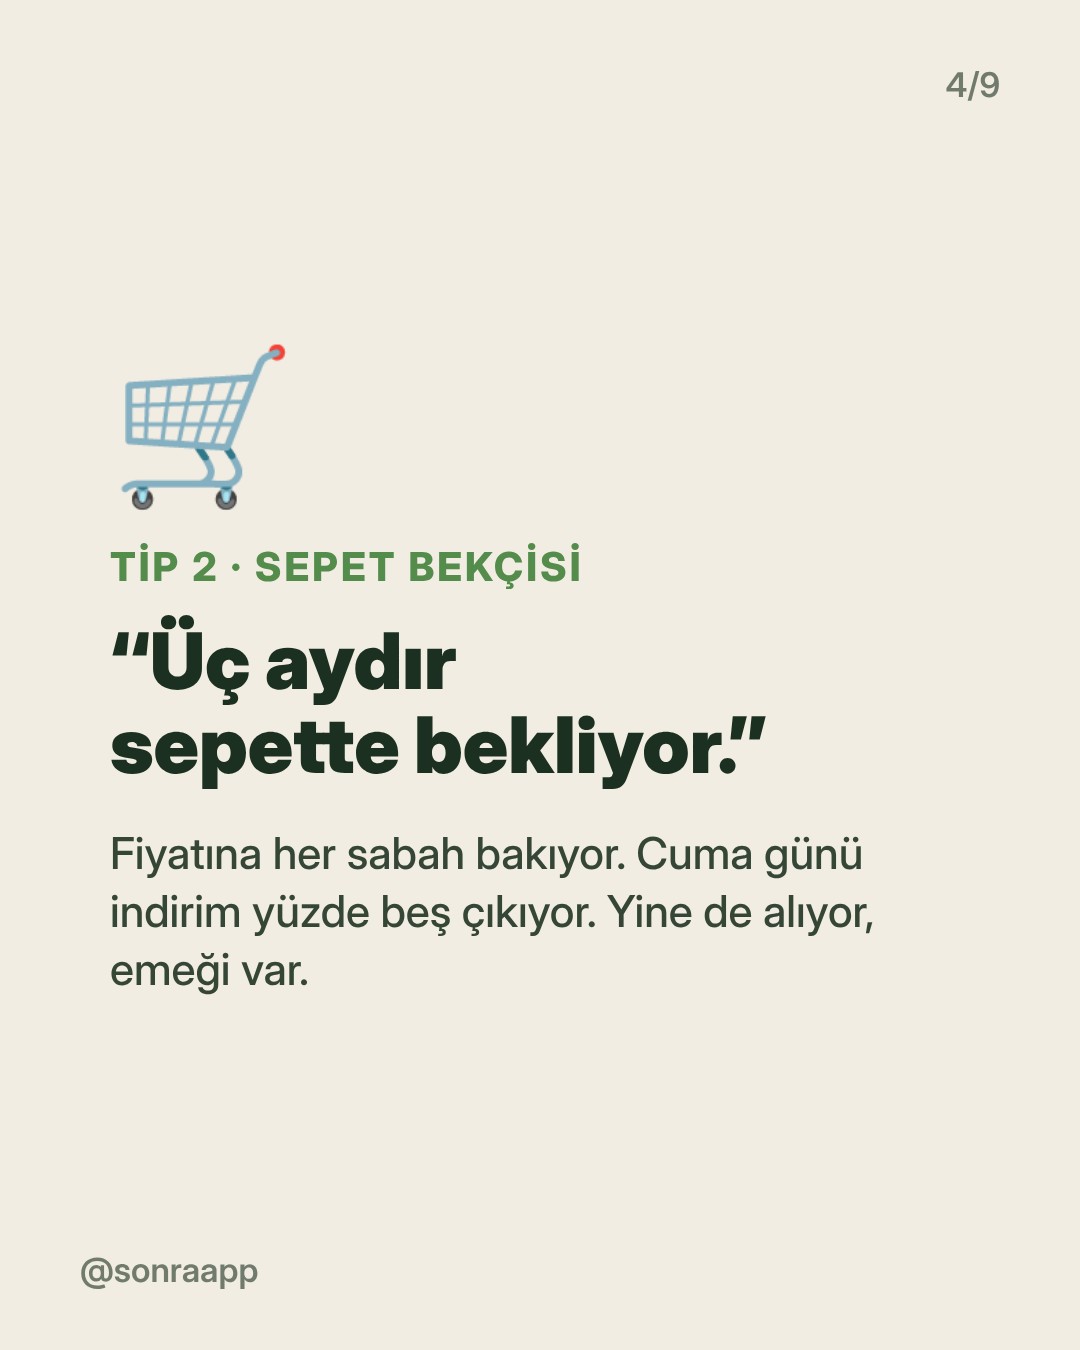 4/9
TİP 2 · SEPET BEKÇİSİ
“Üç aydır
sepette bekliyor.”
Fiyatına her sabah bakıyor. Cuma günü
indirim yüzde beş çıkıyor. Yine de alıyor,
emeği var.
@sonraapp